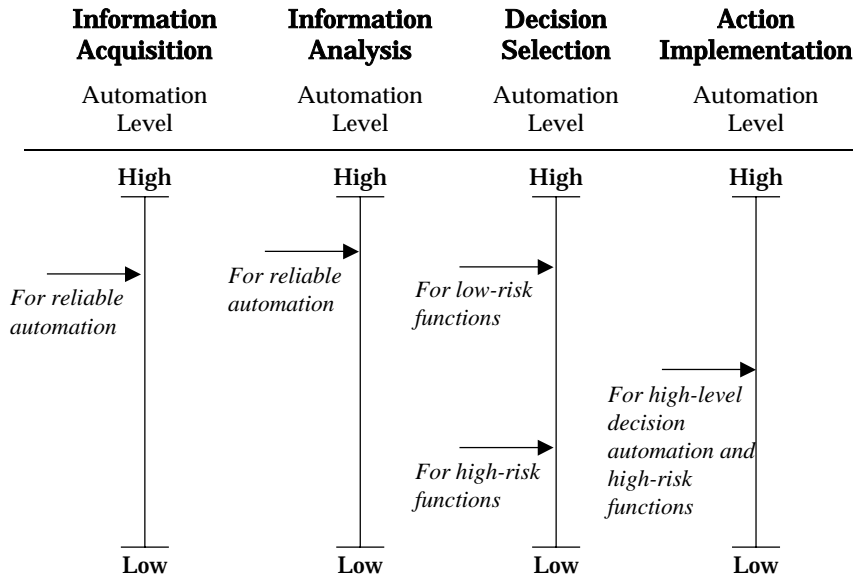 Information Acquisition
Automation Level
High
For reliable
automation
Low
Information Analysis
Automation Level
High
For reliable
automation
Low
Decision Selection
Automation Level
High
For low-risk
functions
For high-risk
functions
Low
Action Implementation
Automation Level
High
For high-level
decision
automation and
high-risk
functions
Low